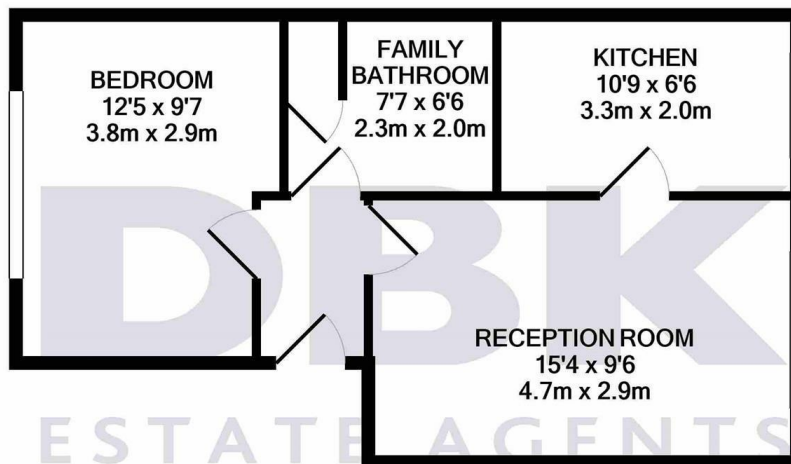 BEDROOM
12'5 x 9'7
3.8m x 2.9m
FAMILY
BATHROOM
7'7 x 6'6
2.3m x 2.0m
KITCHEN
10'9 x 6'6
3.3m x 2.0m
RECEPTION ROOM
15'4 x 9'6
4.7m x 2.9m
DBK
ESTATE AGENTS